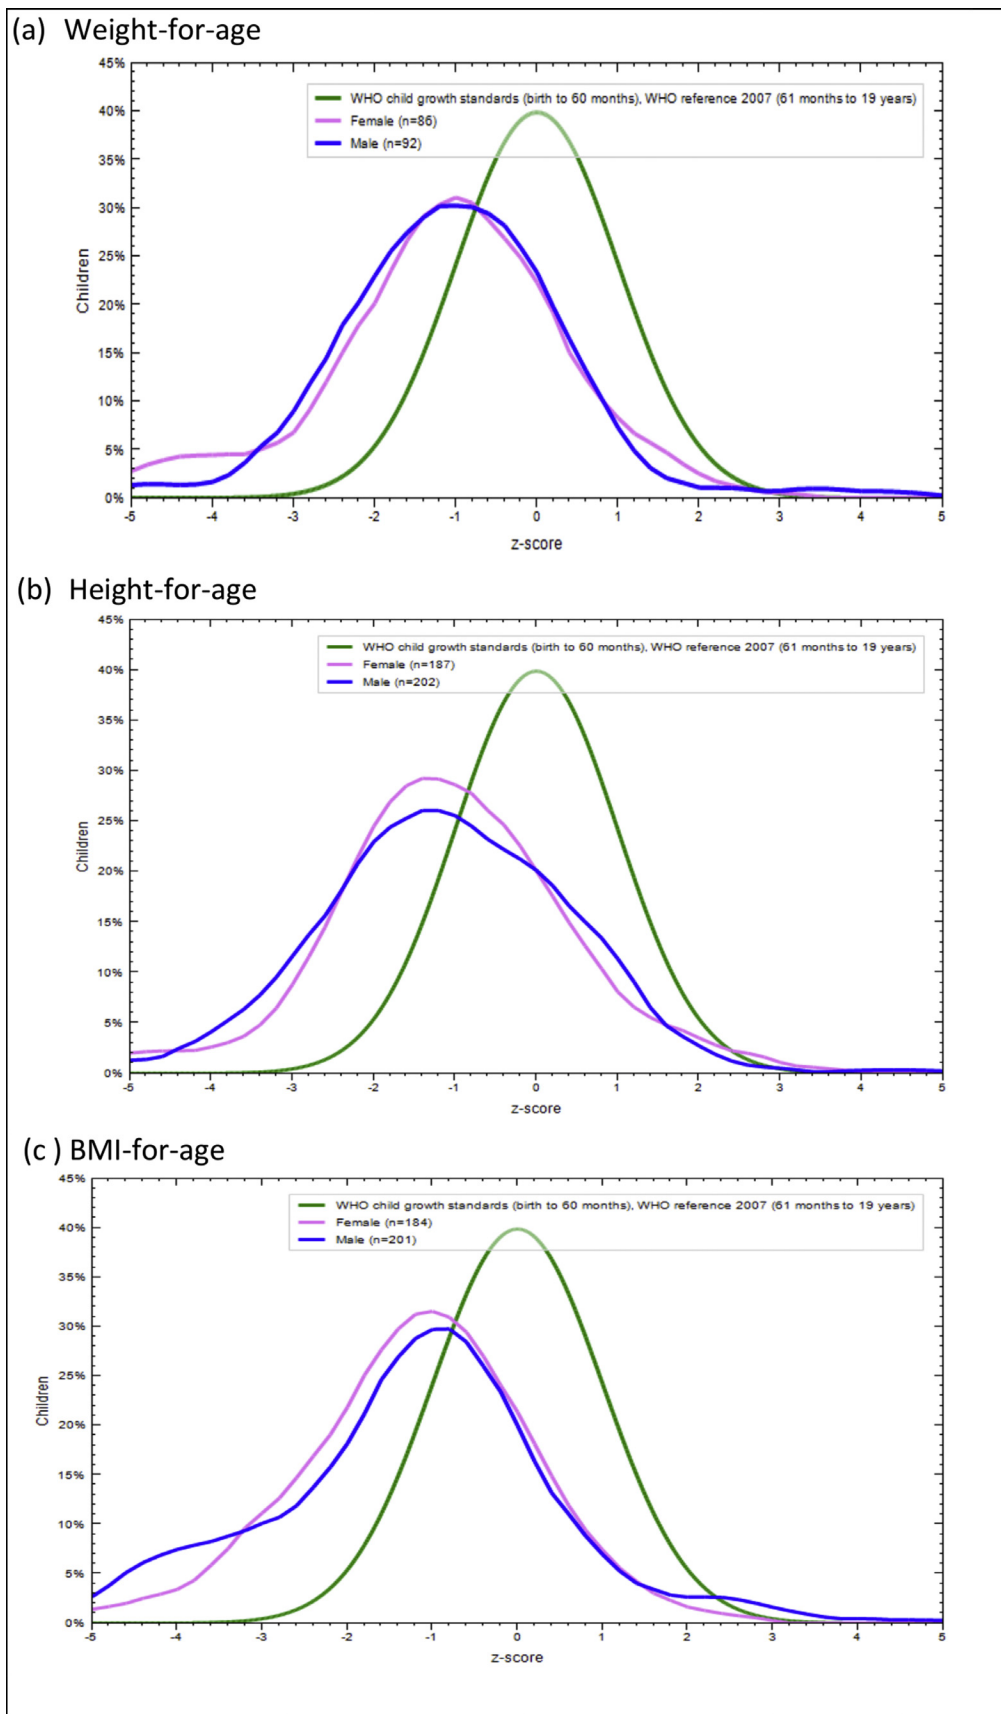 (a) Weight-for-age
45%
40%
35%
30%
25%
20%
15%
10%
5%
0%
Children
WHO child growth standards (birth to 60 months), WHO reference 2007 (61 months to 19 years)
Female (n=86)
Male (n=92)
-5 -4 -3 -2 -1 0 1 2 3 4 5
z-score
(b) Height-for-age
45%
40%
35%
30%
25%
20%
15%
10%
5%
0%
Children
WHO child growth standards (birth to 60 months), WHO reference 2007 (61 months to 19 years)
Female (n=187)
Male (n=202)
-5 -4 -3 -2 -1 0 1 2 3 4 5
z-score
(c ) BMI-for-age
45%
40%
35%
30%
25%
20%
15%
10%
5%
0%
Children
WHO child growth standards (birth to 60 months), WHO reference 2007 (61 months to 19 years)
Female (n=184)
Male (n=201)
-5 -4 -3 -2 -1 0 1 2 3 4 5
z-score